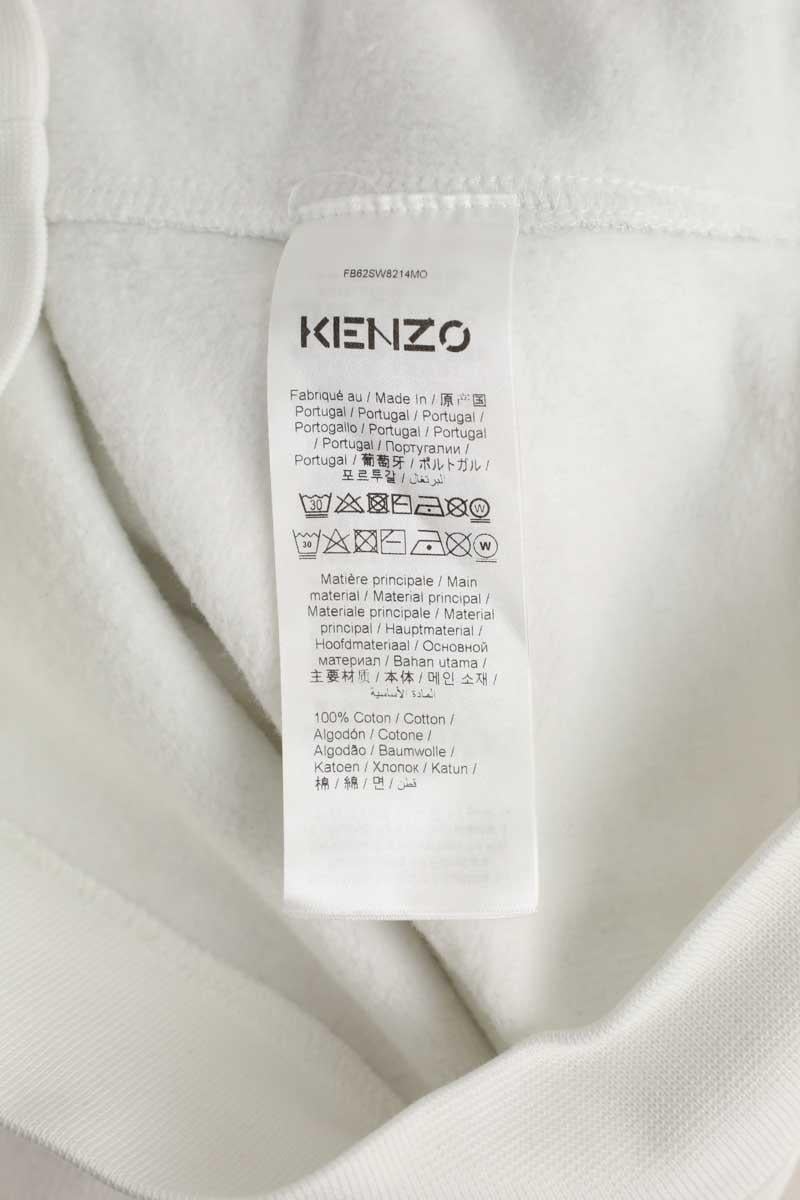 FB62SW8214MO
KENZO
Fabriqué au / Made In / 原产国
Portugal / Portugal / Portugal /
Portogallo / Portugal / Portugal
/ Portugal / Португалии /
Portugal / 葡萄牙 / ポルトガル /
포르투갈 / البرتغال
30 W
30 W
Matière principale / Main
material / Material principal /
Materiale principale / Material
principal / Hauptmaterial /
Hoofdmateriaal / Основной
материал / Bahan utama /
主要材质 / 本体 / 메인 소재 /
المادة الأساسية
100% Coton / Cotton /
Algodón / Cotone /
Algodão / Baumwolle /
Katoen / Хлопок / Katun /
棉 / 綿 / 면 / قطن